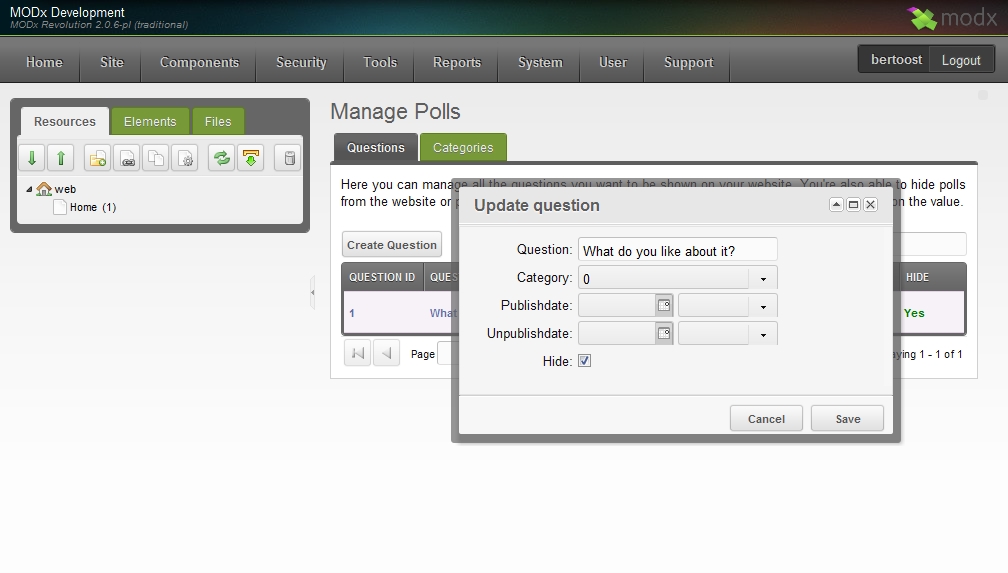 MODx Development
MODx Revolution 2.0.6-pl (traditional)
modx
Home Site Components Security Tools Reports System User Support
bertoost Logout
Resources Elements Files
web
Home (1)
Manage Polls
Questions Categories
Here you can manage all the questions you want to be shown on your website. You're also able to hide polls
from the website or on the value.
Update question
Question: What do you like about it?
Category: 0
Publishdate:
Unpublishdate:
Hide:
Cancel Save
Create Question
QUESTION ID QUES HIDE
1 What Yes
Page aying 1 - 1 of 1